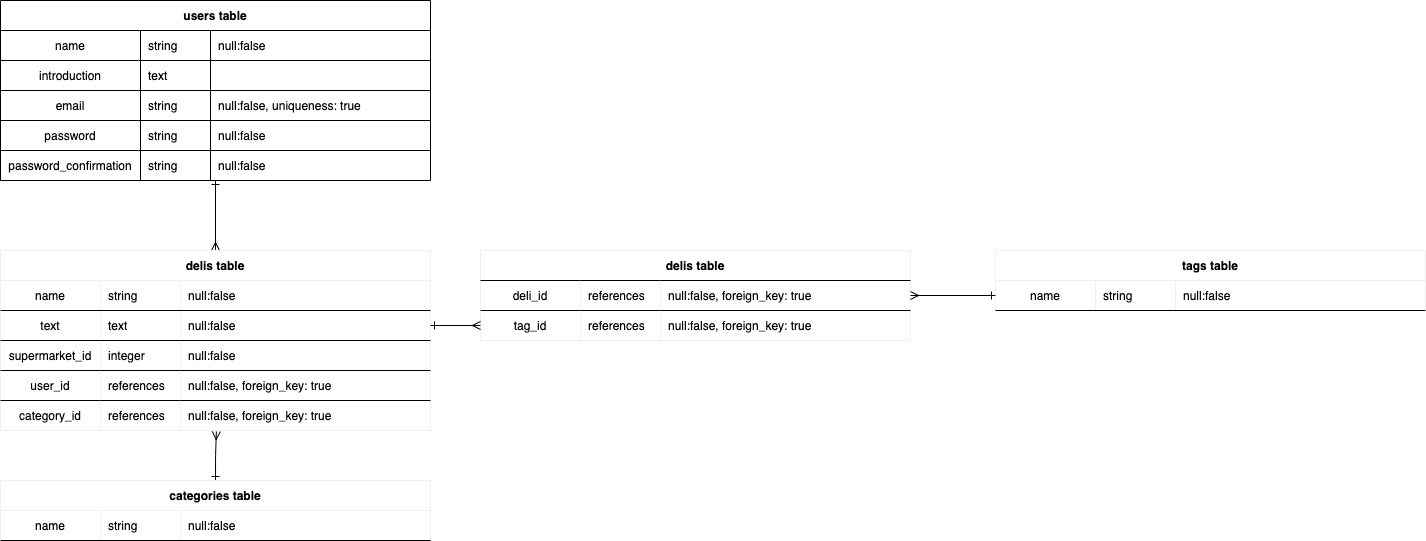 users table
name string null:false
introduction text
email string null:false, uniqueness: true
password string null:false
password_confirmation string null:false
delis table
name string null:false
text text null:false
supermarket_id integer null:false
user_id references null:false, foreign_key: true
category_id references null:false, foreign_key: true
delis table
deli_id references null:false, foreign_key: true
tag_id references null:false, foreign_key: true
tags table
name string null:false
categories table
name string null:false